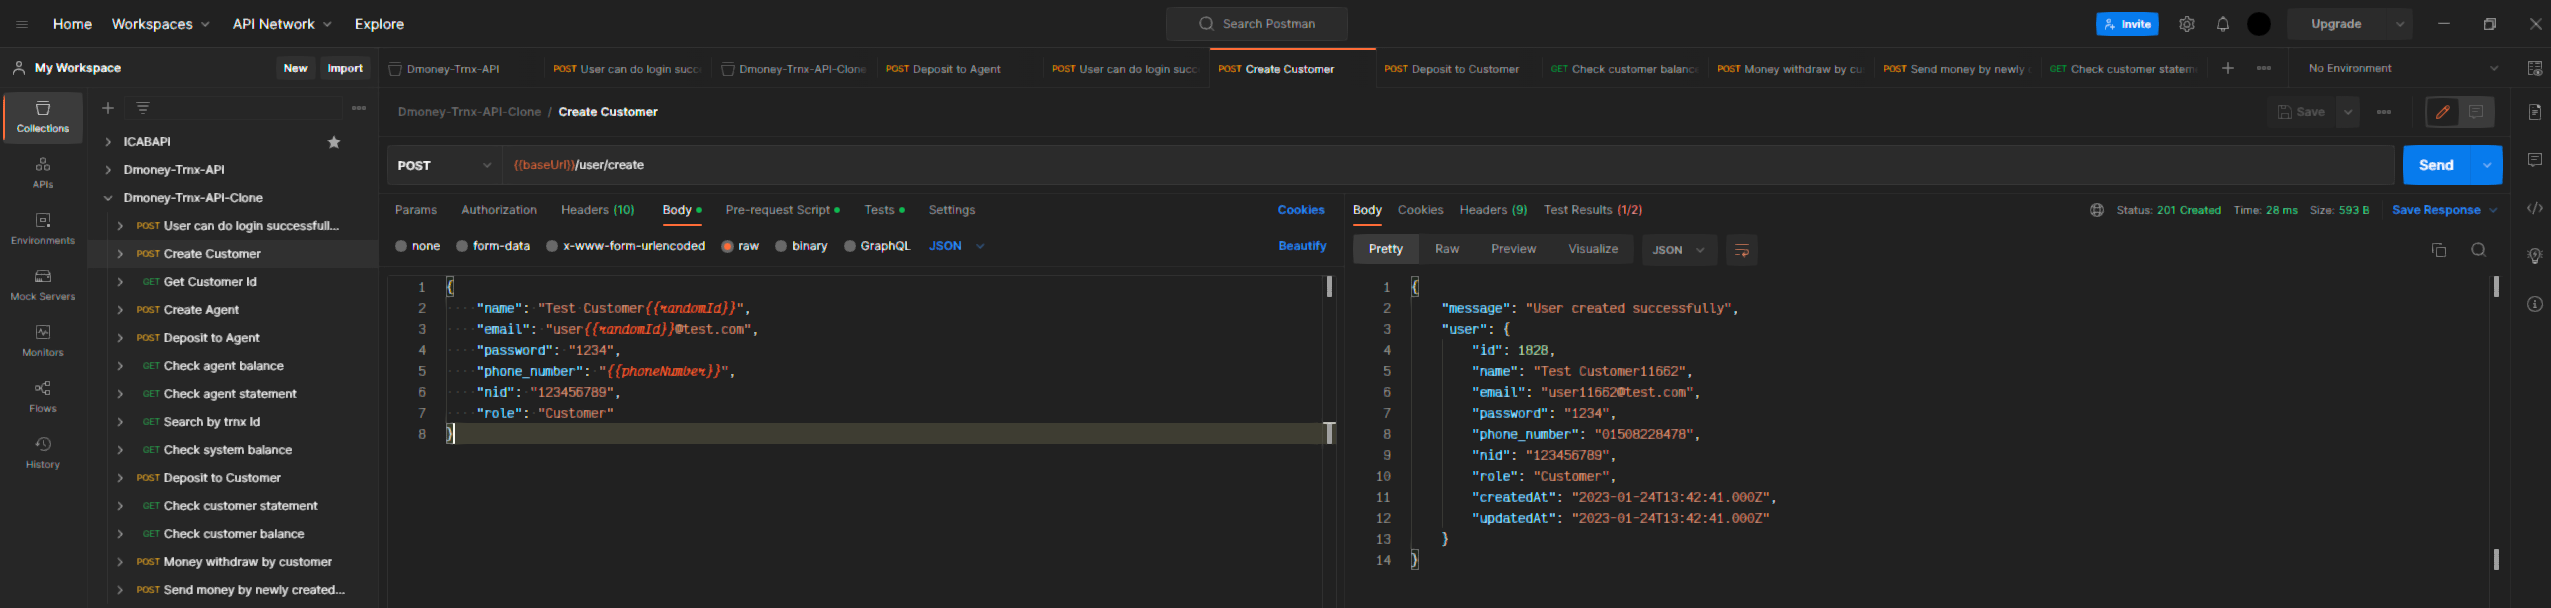 Home Workspaces API Network Explore Search Postman Invite Upgrade
My Workspace New Import
Dmoney-Trnx-API POST User can do login succ Dmoney-Trnx-API-Clone POST Deposit to Agent POST User can do login succ POST Create Customer POST Deposit to Customer GET Check customer balanc POST Money withdraw by cu POST Send money by newly GET Check customer statem No Environment
Dmoney-Trnx-API-Clone / Create Customer Save
POST {{baseUrl}}/user/create Send
Collections
APIs
Environments
Mock Servers
Monitors
Flows
History
ICABAPI
Dmoney-Trnx-API
Dmoney-Trnx-API-Clone
POST User can do login successfull...
POST Create Customer
GET Get Customer Id
POST Create Agent
POST Deposit to Agent
GET Check agent balance
GET Check agent statement
GET Search by trnx Id
GET Check system balance
POST Deposit to Customer
GET Check customer statement
GET Check customer balance
POST Money withdraw by customer
POST Send money by newly created...
Params Authorization Headers (10) Body Pre-request Script Tests Settings Cookies
none form-data x-www-form-urlencoded raw binary GraphQL JSON Beautify
1 {
2 "name": "Test Customer{{randomId}}",
3 "email": "user{{randomId}}@test.com",
4 "password": "1234",
5 "phone_number": "{{phoneNumber}}",
6 "nid": "123456789",
7 "role": "Customer"
8 }
Body Cookies Headers (9) Test Results (1/2) Status: 201 Created Time: 28 ms Size: 593 B Save Response
Pretty Raw Preview Visualize JSON
1 {
2 "message": "User created successfully",
3 "user": {
4 "id": 1828,
5 "name": "Test Customer11662",
6 "email": "user11662@test.com",
7 "password": "1234",
8 "phone_number": "01508228478",
9 "nid": "123456789",
10 "role": "Customer",
11 "createdAt": "2023-01-24T13:42:41.000Z",
12 "updatedAt": "2023-01-24T13:42:41.000Z"
13 }
14 }